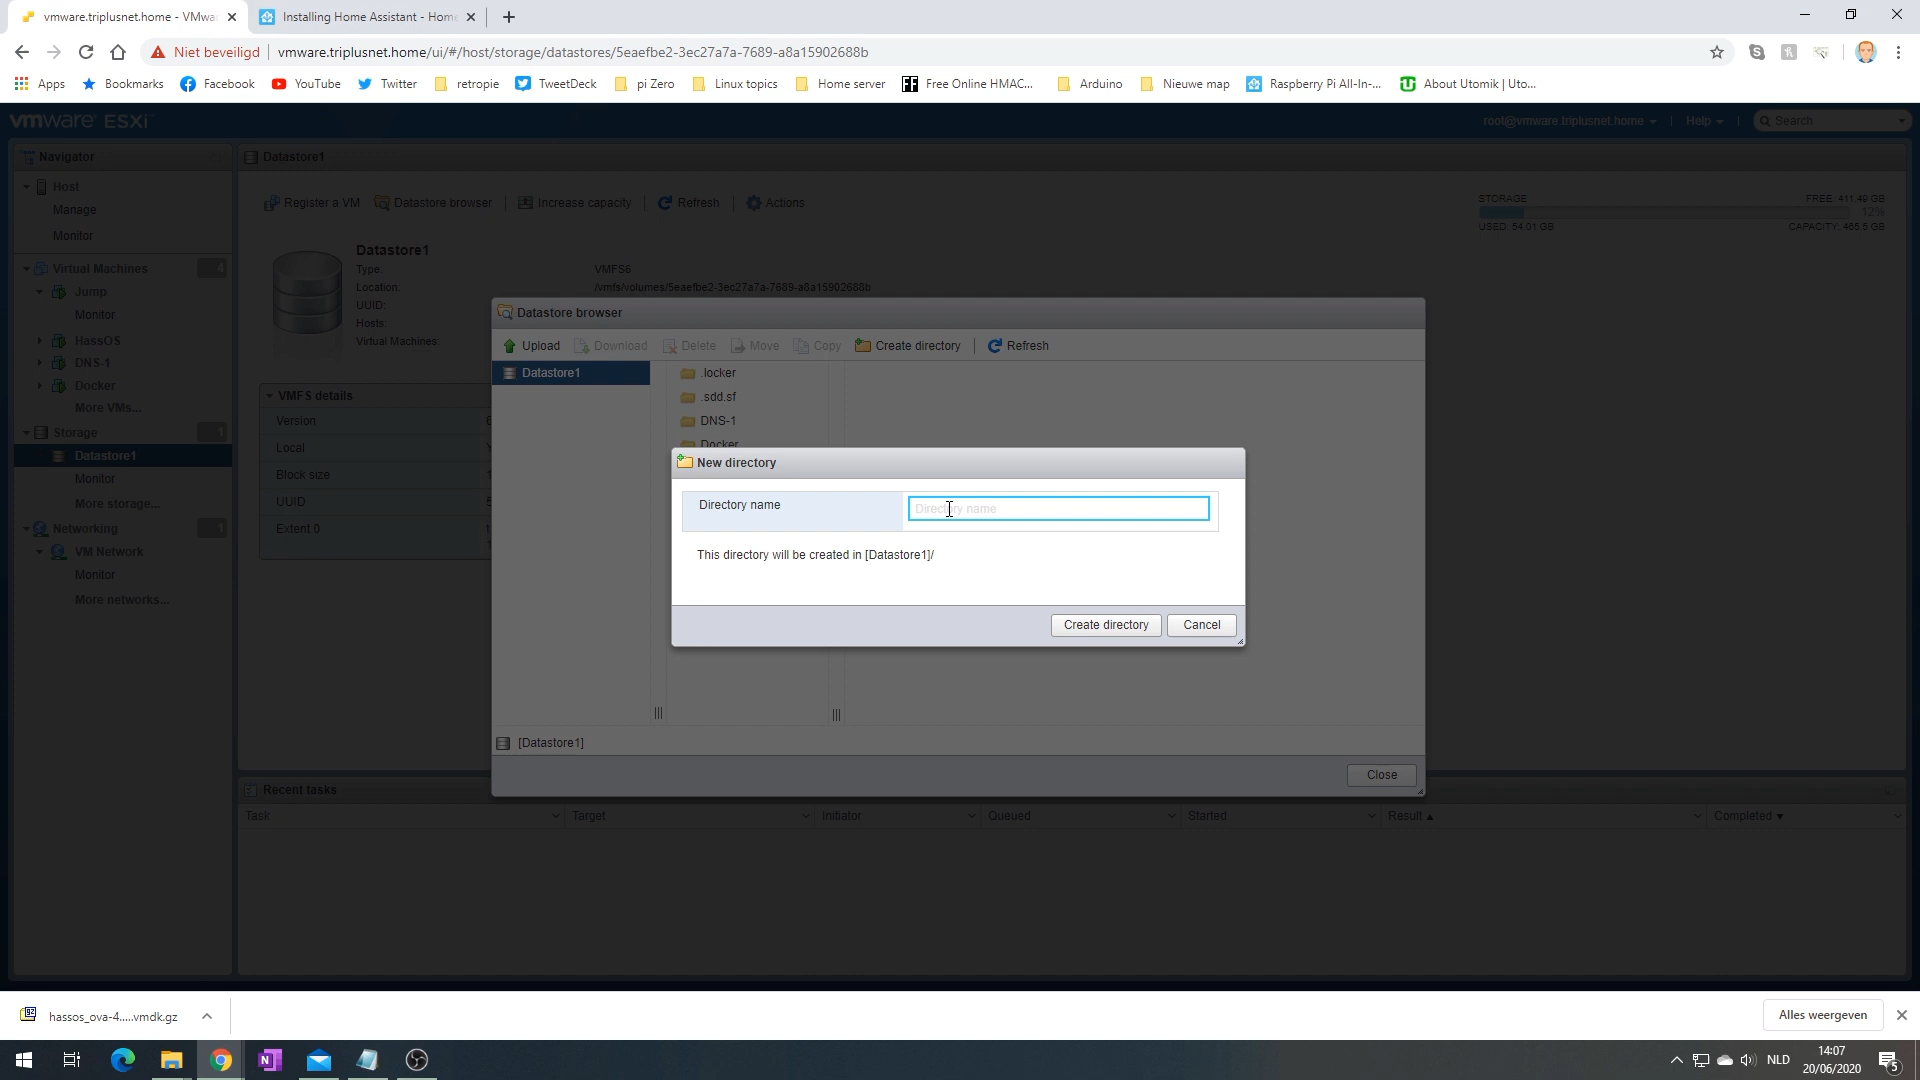 vmware.triplusnet.home - VMwa
Installing Home Assistant - Home
Niet beveiligd
vmware.triplusnet.home/ui/#/host/storage/datastores/5eaefbe2-3ec27a7a-7689-a8a15902688b
Apps
Bookmarks
Facebook
YouTube
Twitter
retropie
TweetDeck
pi Zero
Linux topics
Home server
Free Online HMAC...
Arduino
Nieuwe map
Raspberry Pi All-In-...
About Utomik | Uto...
vmware ESXi
root@vmware.triplusnet.home
Help
Search
Navigator
Datastore1
Host
Manage
Monitor
Virtual Machines
4
Jump
Monitor
HassOS
DNS-1
Docker
More VMs...
Storage
1
Datastore1
Monitor
More storage...
Networking
1
VM Network
Monitor
More networks...
Register a VM
Datastore browser
Increase capacity
Refresh
Actions
STORAGE
FREE: 411.49 GB
12%
USED: 54.01 GB
CAPACITY: 465.5 GB
Datastore1
Type:
VMFS6
Location:
/vmfs/volumes/5eaefbe2-3ec27a7a-7689-a8a15902688b
UUID:
Hosts:
Virtual Machines:
VMFS details
Version
6
Local
Y
Block size
1
UUID
5
Extent 0
Datastore browser
Upload
Download
Delete
Move
Copy
Create directory
Refresh
Datastore1
.locker
.sdd.sf
DNS-1
Docker
New directory
Directory name
Directory name
This directory will be created in [Datastore1]/
Create directory
Cancel
[Datastore1]
Close
Recent tasks
Task
Target
Initiator
Queued
Started
Result
Completed
hassos_ova-4.....vmdk.gz
Alles weergeven
NLD
14:07
20/06/2020
5